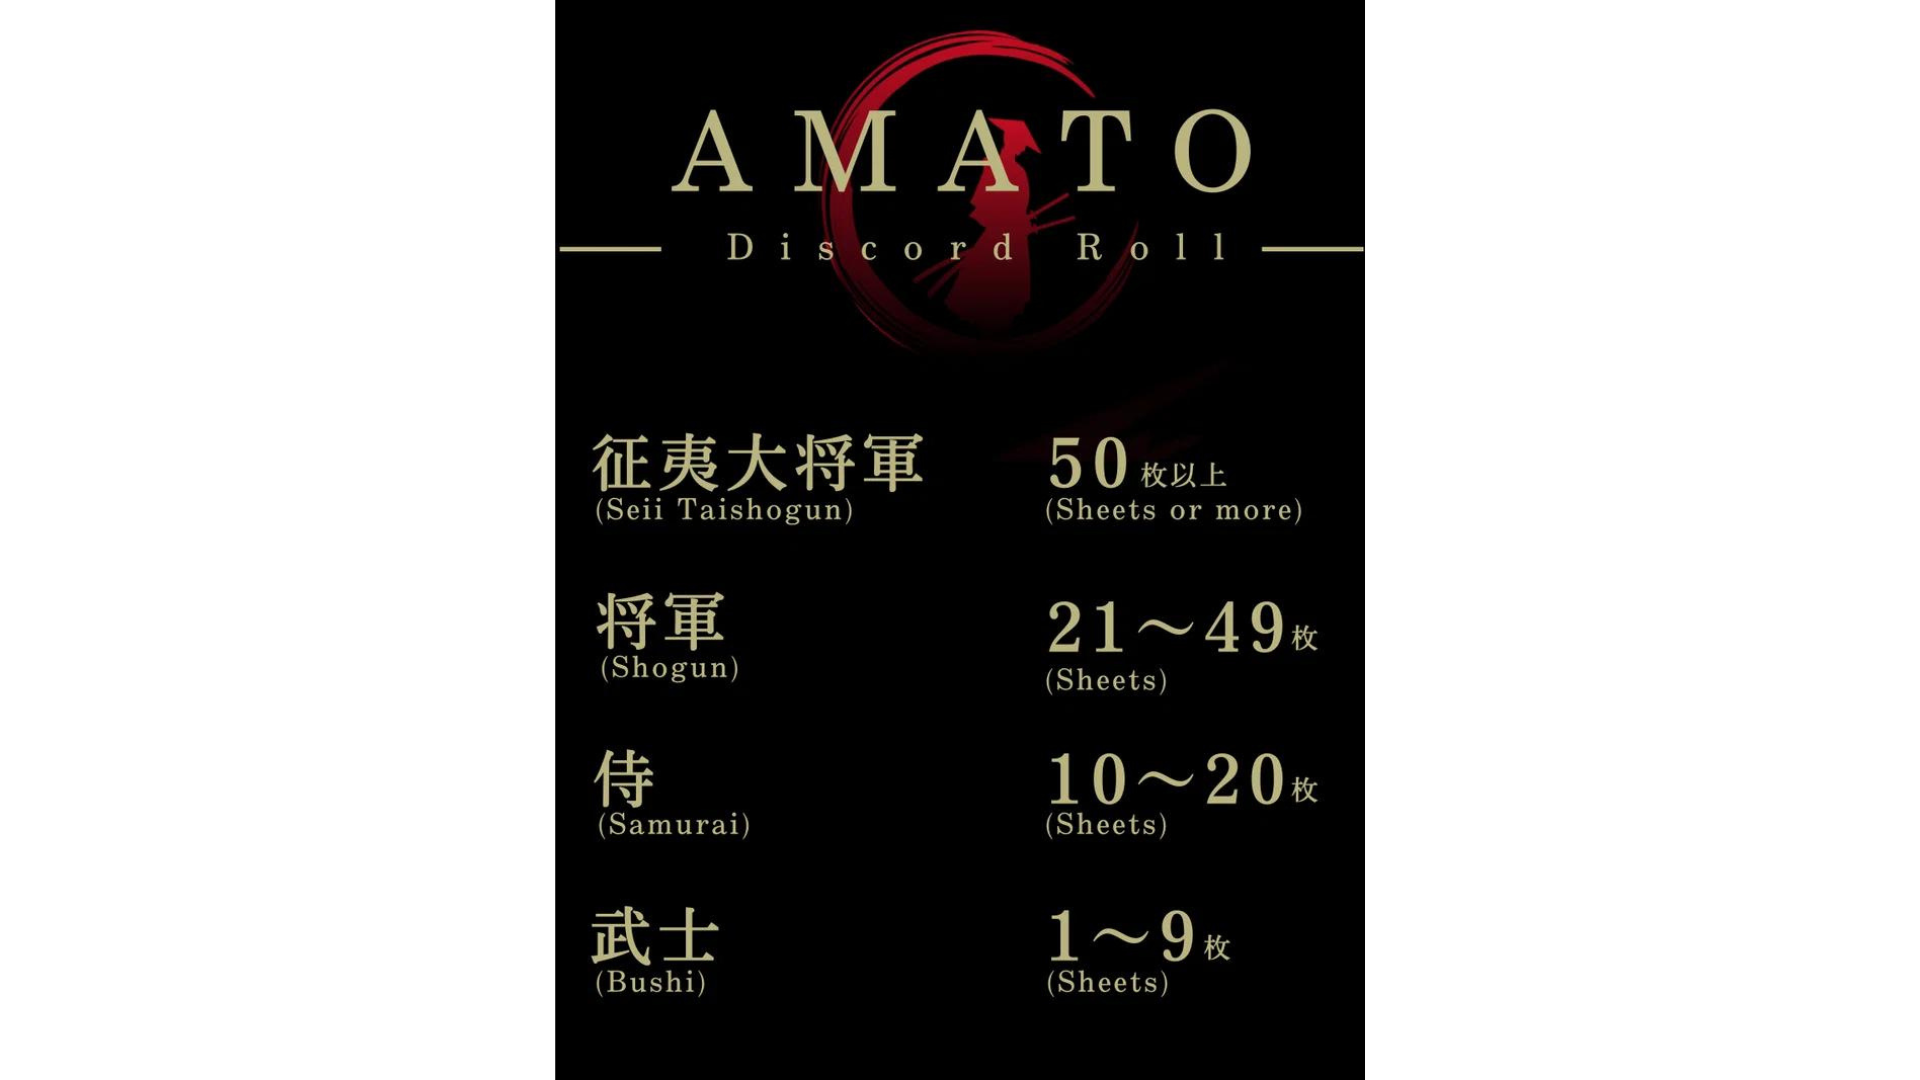 AMATO
Discord Roll
征夷大将軍 50枚以上
(Seii Taishogun) (Sheets or more)
将軍 21〜49枚
(Shogun) (Sheets)
侍 10〜20枚
(Samurai) (Sheets)
武士 1〜9枚
(Bushi) (Sheets)